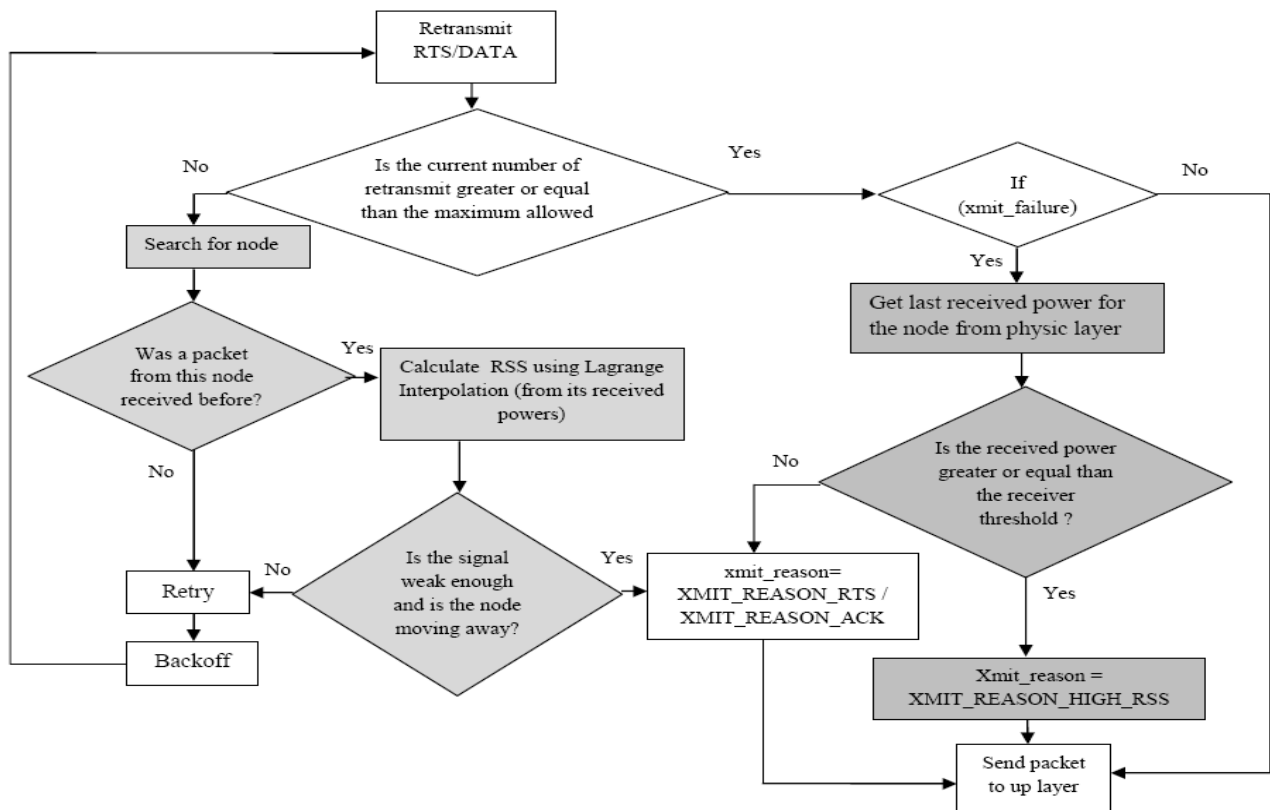 Retransmit
RTS/DATA
No
Is the current number of
retransmit greater or equal
than the maximum allowed
Yes
If
(xmit_failure)
No
Search for node
Yes
Get last received power for
the node from physic layer
Was a packet
from this node
received before?
Yes
Calculate RSS using Lagrange
Interpolation (from its received
powers)
No
Is the received power
greater or equal than
the receiver
threshold ?
No
Is the signal
weak enough
and is the node
moving away?
No
Yes
Retry
Backoff
xmit_reason=
XMIT_REASON_RTS /
XMIT_REASON_ACK
Yes
Xmit_reason =
XMIT_REASON_HIGH_RSS
Send packet
to up layer